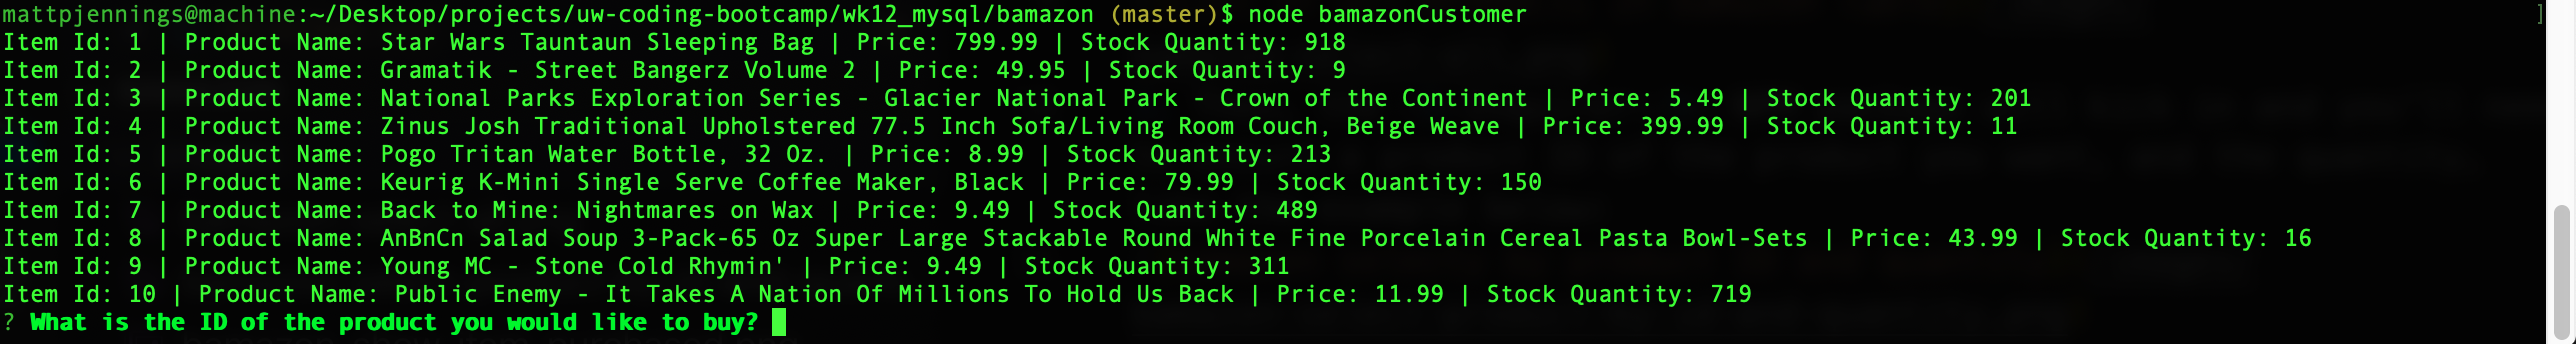 mattpjennings@machine:~/Desktop/projects/uw-coding-bootcamp/wk12_mysql/bamazon (master)$ node bamazonCustomer ]
Item Id: 1 | Product Name: Star Wars Tauntaun Sleeping Bag | Price: 799.99 | Stock Quantity: 918
Item Id: 2 | Product Name: Gramatik - Street Bangerz Volume 2 | Price: 49.95 | Stock Quantity: 9
Item Id: 3 | Product Name: National Parks Exploration Series - Glacier National Park - Crown of the Continent | Price: 5.49 | Stock Quantity: 201
Item Id: 4 | Product Name: Zinus Josh Traditional Upholstered 77.5 Inch Sofa/Living Room Couch, Beige Weave | Price: 399.99 | Stock Quantity: 11
Item Id: 5 | Product Name: Pogo Tritan Water Bottle, 32 Oz. | Price: 8.99 | Stock Quantity: 213
Item Id: 6 | Product Name: Keurig K-Mini Single Serve Coffee Maker, Black | Price: 79.99 | Stock Quantity: 150
Item Id: 7 | Product Name: Back to Mine: Nightmares on Wax | Price: 9.49 | Stock Quantity: 489
Item Id: 8 | Product Name: AnBnCn Salad Soup 3-Pack-65 Oz Super Large Stackable Round White Fine Porcelain Cereal Pasta Bowl-Sets | Price: 43.99 | Stock Quantity: 16
Item Id: 9 | Product Name: Young MC - Stone Cold Rhymin' | Price: 9.49 | Stock Quantity: 311
Item Id: 10 | Product Name: Public Enemy - It Takes A Nation Of Millions To Hold Us Back | Price: 11.99 | Stock Quantity: 719
? What is the ID of the product you would like to buy?